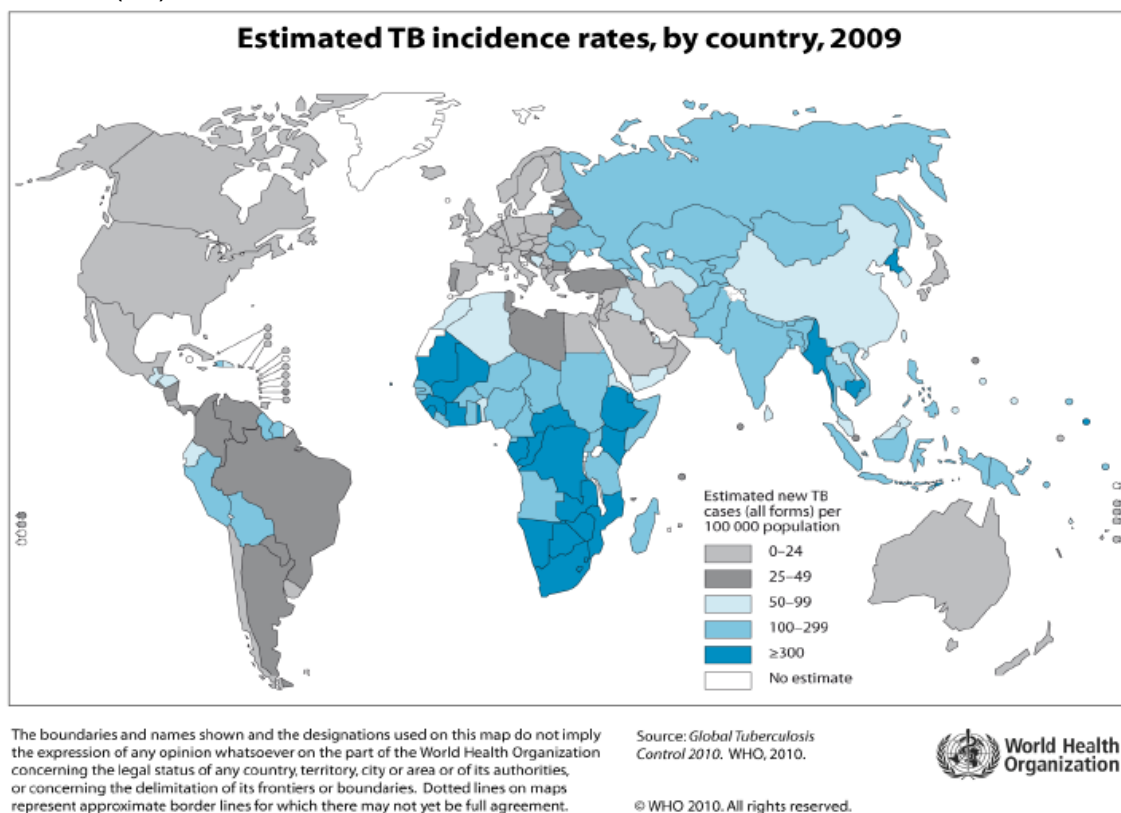 Estimated TB incidence rates, by country, 2009
Estimated new TB
cases (all forms) per
100 000 population
0–24
25–49
50–99
100–299
≥300
No estimate
The boundaries and names shown and the designations used on this map do not imply
the expression of any opinion whatsoever on the part of the World Health Organization
concerning the legal status of any country, territory, city or area or of its authorities,
or concerning the delimitation of its frontiers or boundaries. Dotted lines on maps
represent approximate border lines for which there may not yet be full agreement.
Source: Global Tuberculosis
Control 2010. WHO, 2010.
© WHO 2010. All rights reserved.
World Health
Organization